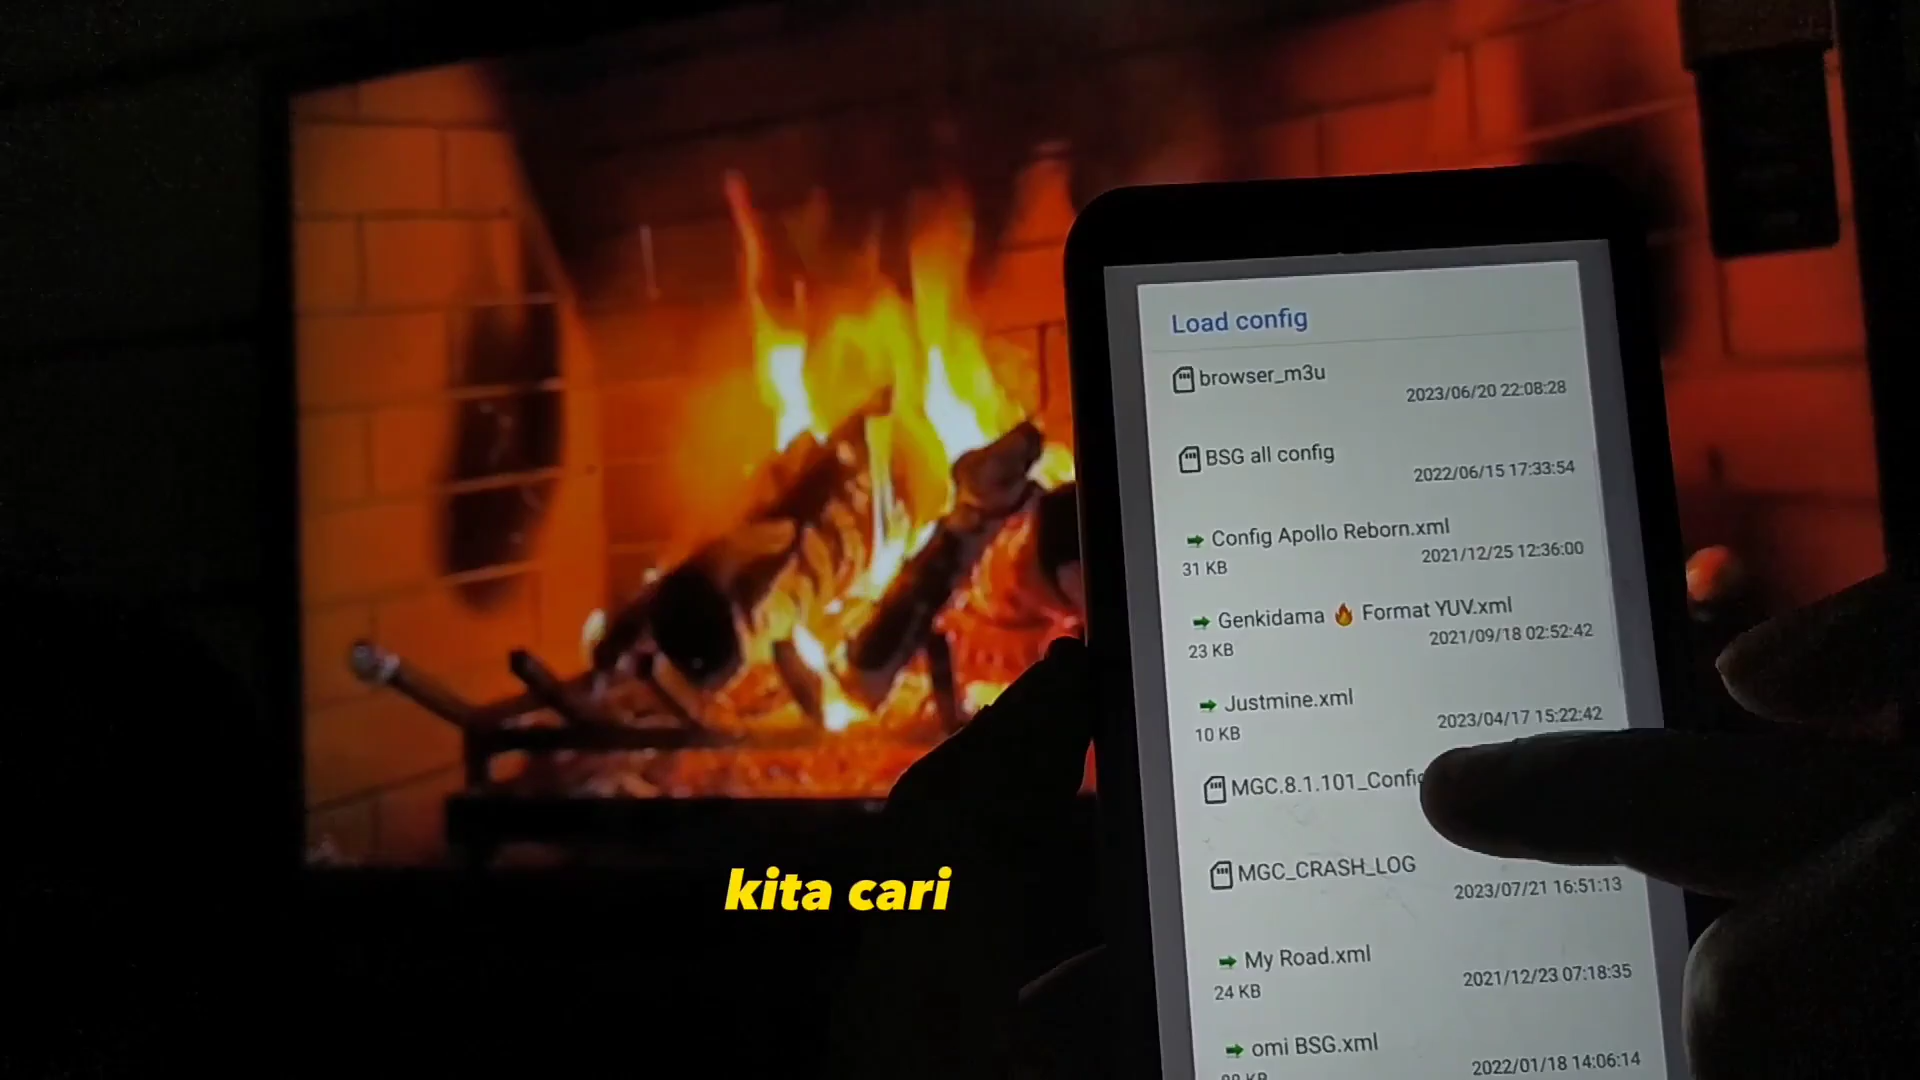 Load config
browser_m3u
2023/06/20 22:08:28
BSG all config
2022/06/15 17:33:54
Config Apollo Reborn.xml
31 KB 2021/12/25 12:36:00
Genkidama 🔥 Format YUV.xml
23 KB 2021/09/18 02:52:42
Justmine.xml
10 KB 2023/04/17 15:22:42
MGC.8.1.101_Config
MGC_CRASH_LOG
2023/07/21 16:51:13
My Road.xml
24 KB 2021/12/23 07:18:35
omi BSG.xml
2022/01/18 14:06:14
kita cari